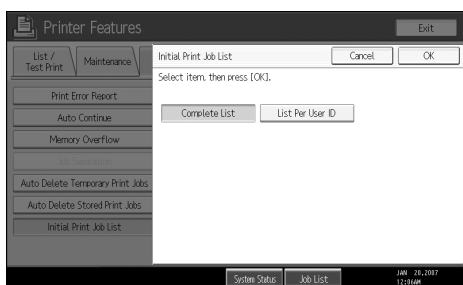 Printer Features
Exit
List /
Test Print
Maintenance
Print Error Report
Auto Continue
Memory Overflow
Job Separation
Auto Delete Temporary Print Jobs
Auto Delete Stored Print Jobs
Initial Print Job List
Initial Print Job List
Cancel
OK
Select item, then press [OK].
Complete List
List Per User ID
System Status
Job List
JAN 20,2007
12:06AM